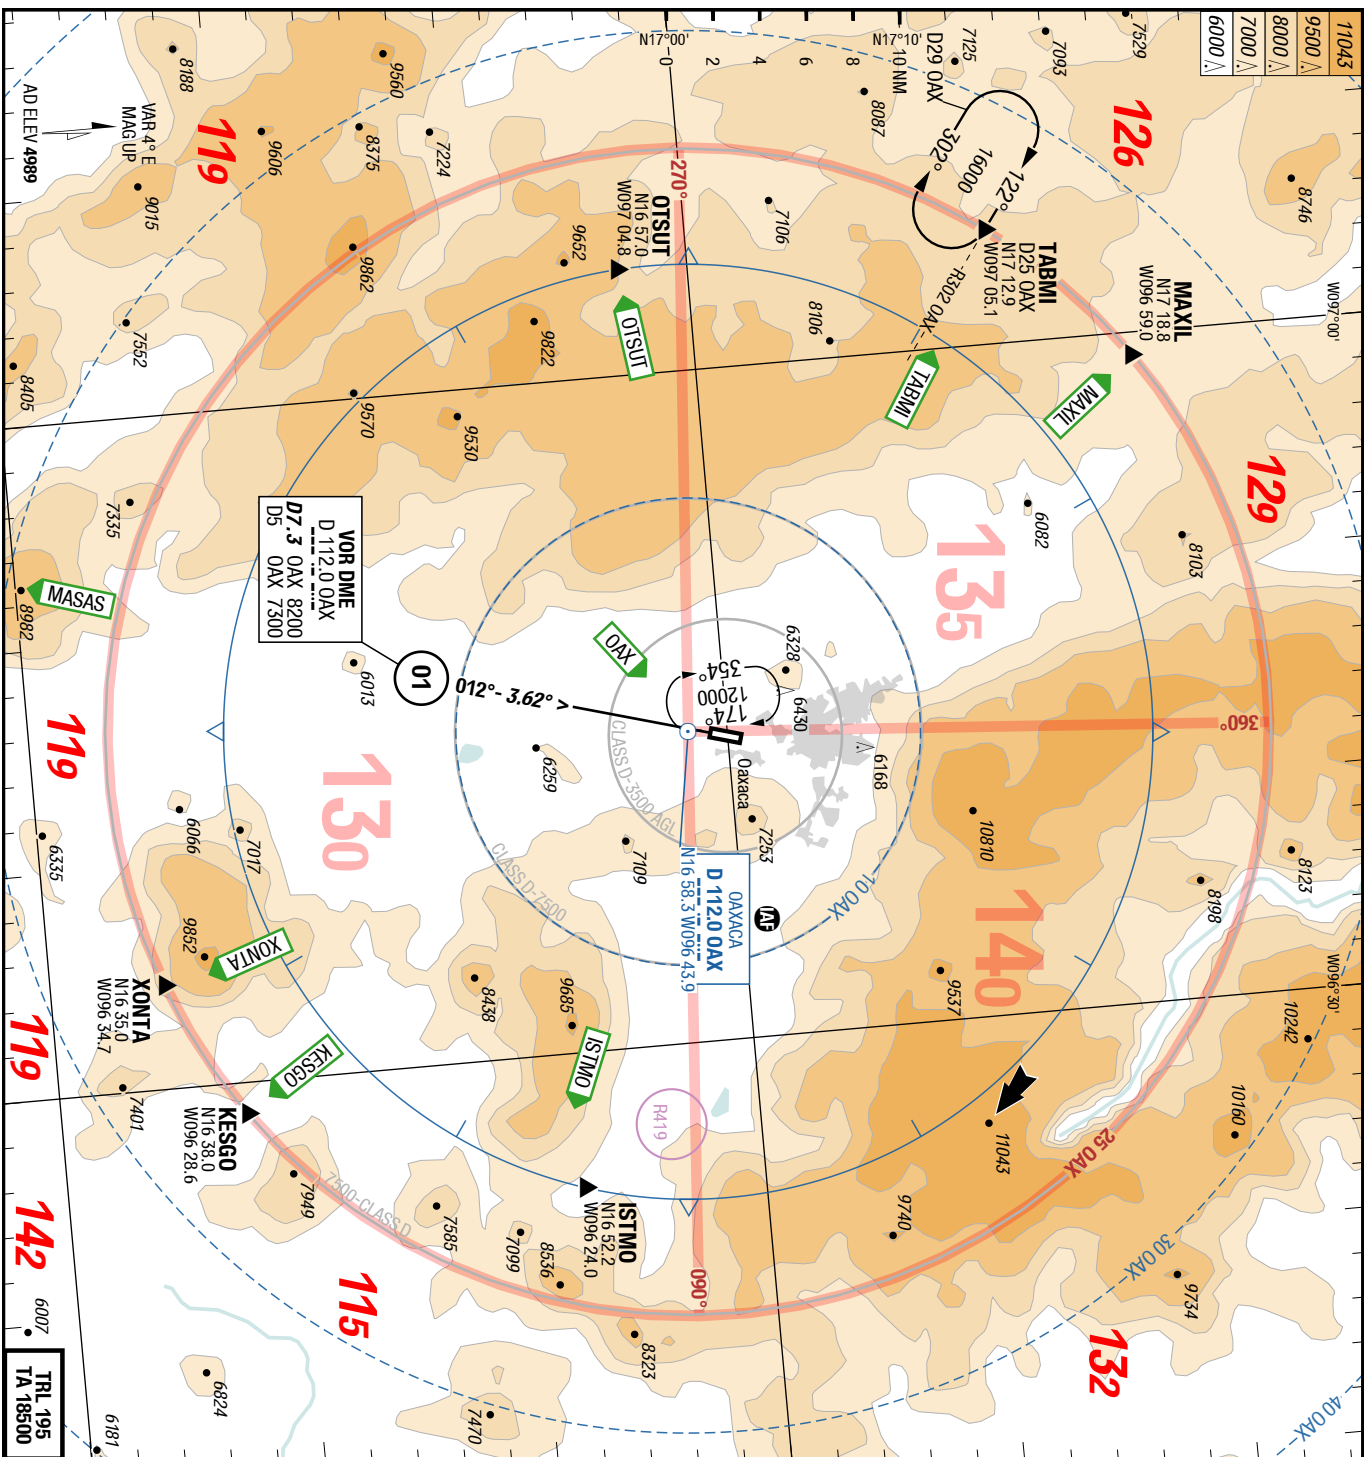 11043
9500
8000
7000
6000
7529
7093
7125
D29 OAX
N17°10'
10 NM
8
6
4
2
0
N17°00'
9560
8188
VAR 4° E
MAG UP
AD ELEV 4989
126
8746
8087
302°
122°
16000
7106
TABMI
D25 OAX
N17 12.9
W097 05.1
R302 OAX
MAXIL
N17 18.8
W096 59.0
W097°00'
270°
OTSUT
N16 57.0
W097 04.8
7224
8375
9606
119
9015
9652
9862
7552
8405
9822
OTSUT
8106
TABMI
MAXIL
9570
9530
129
8103
6082
135
7335
8982
MASAS
VOR DME
D 112.0 OAX
D7.3 OAX 8200
D5 OAX 7300
01
012°- 3.62° >
6013
OAX
6328
354°
12000
174°
6430
6168
Oaxaca
7253
360°
CLASS D-3500 AGL
6259
7109
CLASS D-7500
130
119
6066
7017
6335
9852
XONTA
XONTA
N16 35.0
W096 34.7
119
10810
8123
8198
10 OAX
OAXACA
D 112.0 OAX
N16 58.3 W096 43.9
IAF
140
9537
W096°30'
10242
10160
11043
25 OAX
8438
9685
ISTMO
KESGO
KESGO
N16 38.0
W096 28.6
7401
R419
ISTMO
N16 52.2
W096 24.0
9740
30 OAX
9734
132
40 OAX
090°
7949
7500-CLASS D
7585
7099
8536
8323
115
142
6007
6824
7470
6181
TRL 195
TA 18500